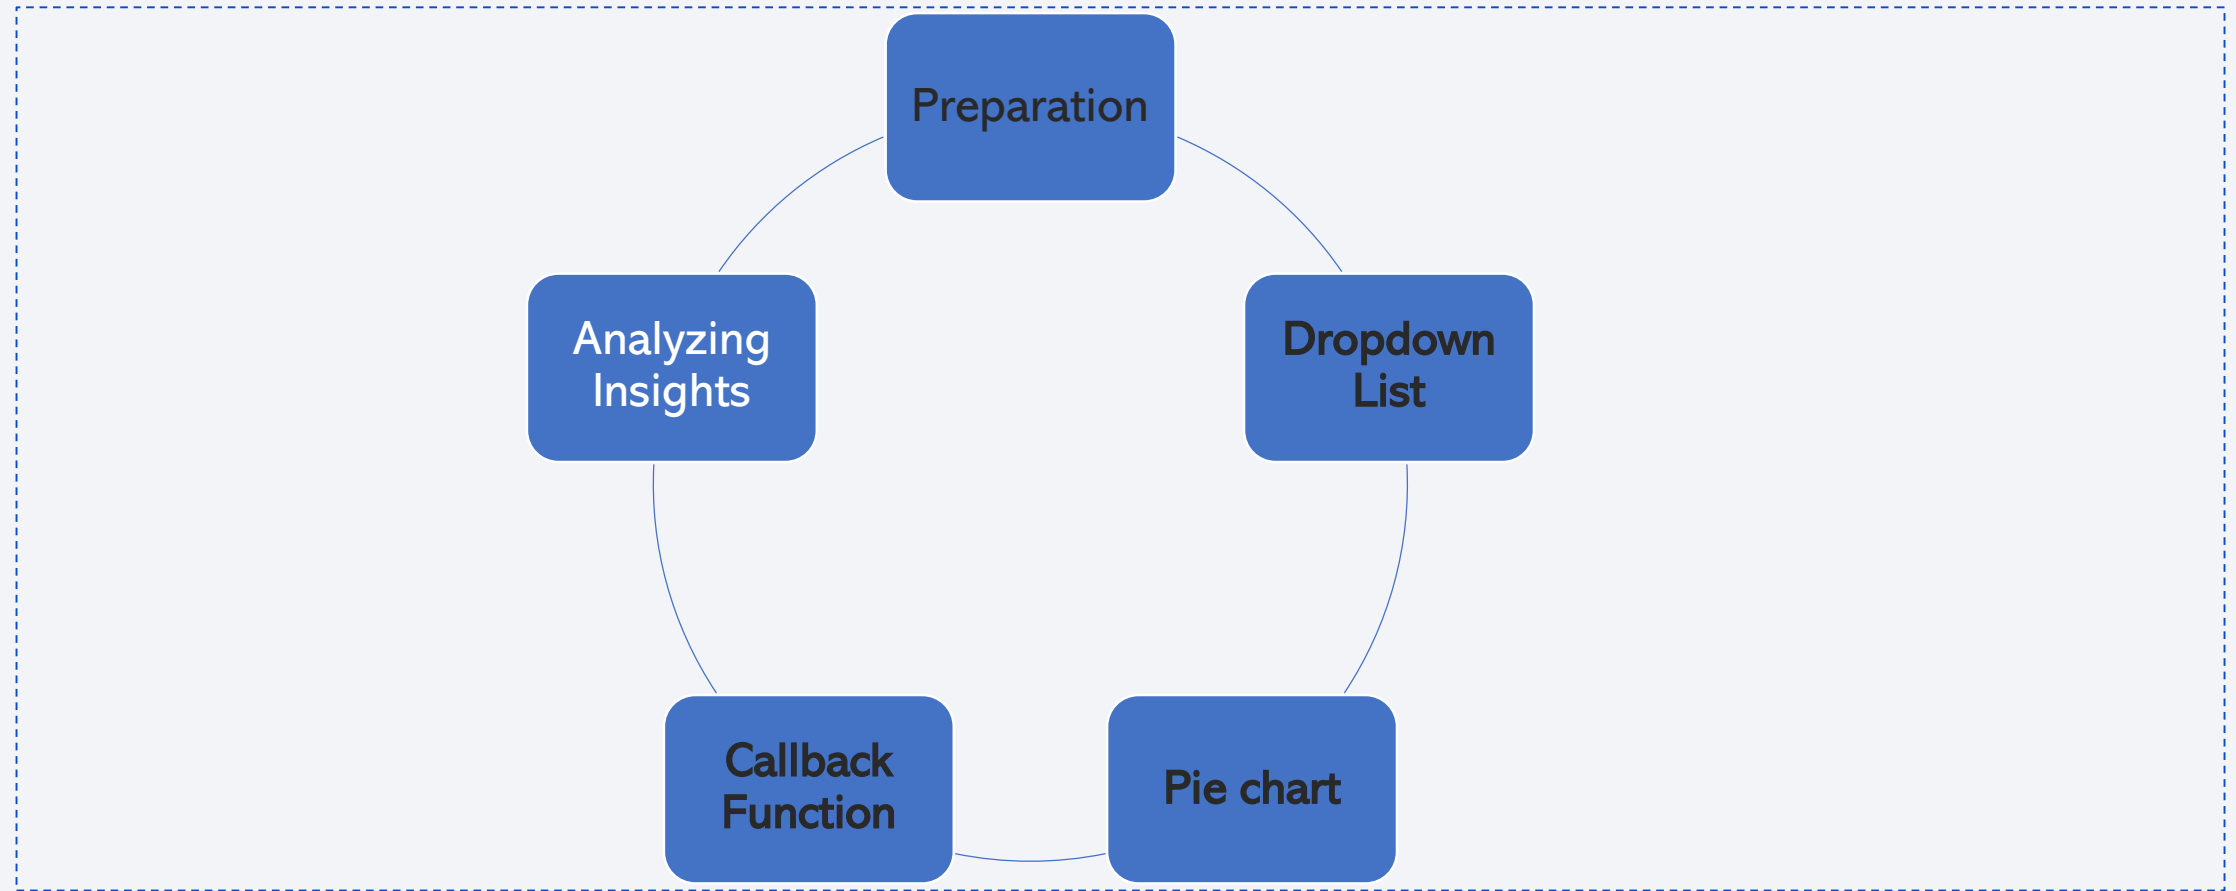 Preparation
Analyzing
Insights
Dropdown
List
Callback
Function
Pie chart